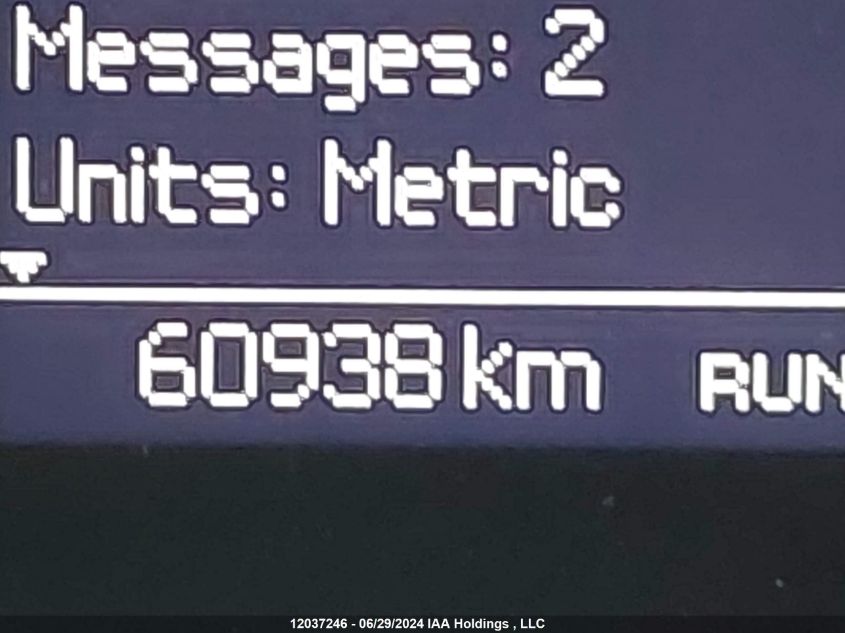 Messages: 2
Units: Metric
60938 km RUN
12037246 - 06/29/2024 IAA Holdings , LLC